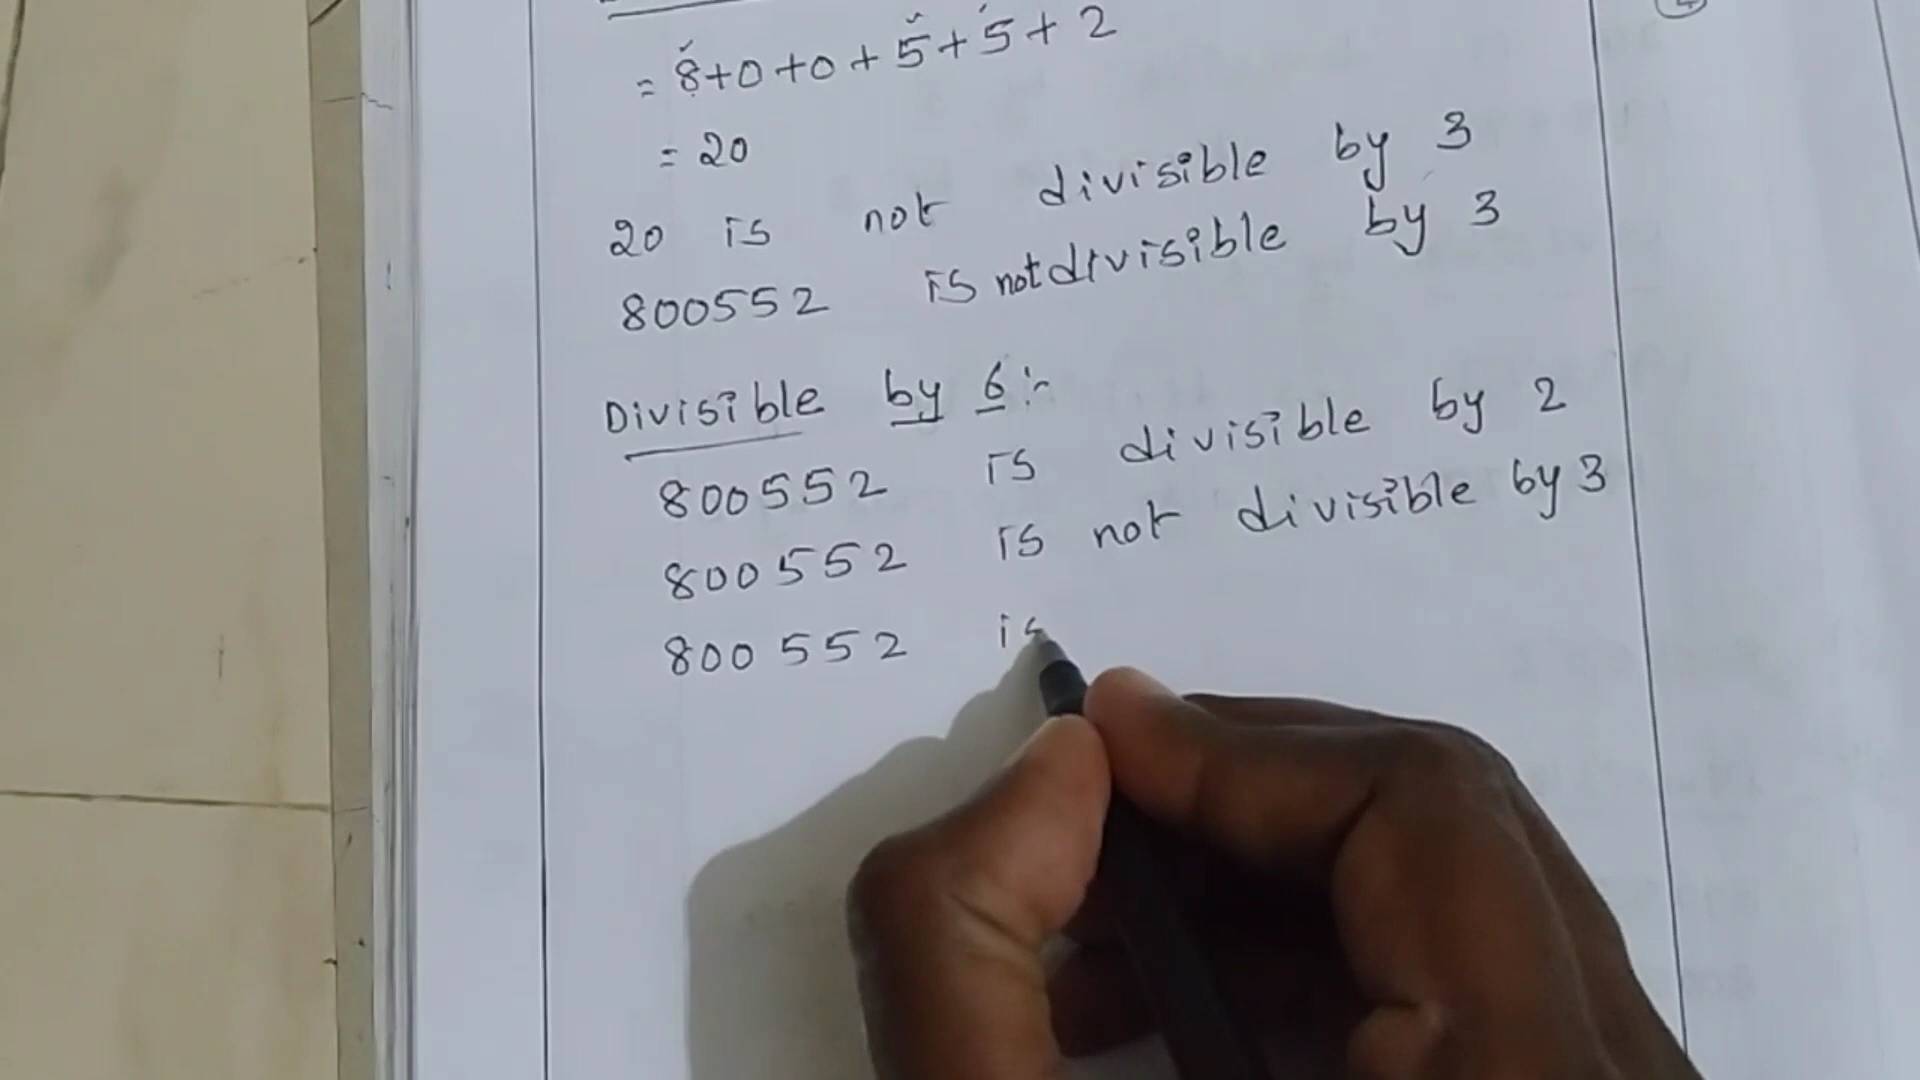 = 8+0+0+5+5+2
= 20
20 is not divisible by 3
800552 is not divisible by 3
Divisible by 6:-
800552 is divisible by 2
800552 is not divisible by 3
800552 is